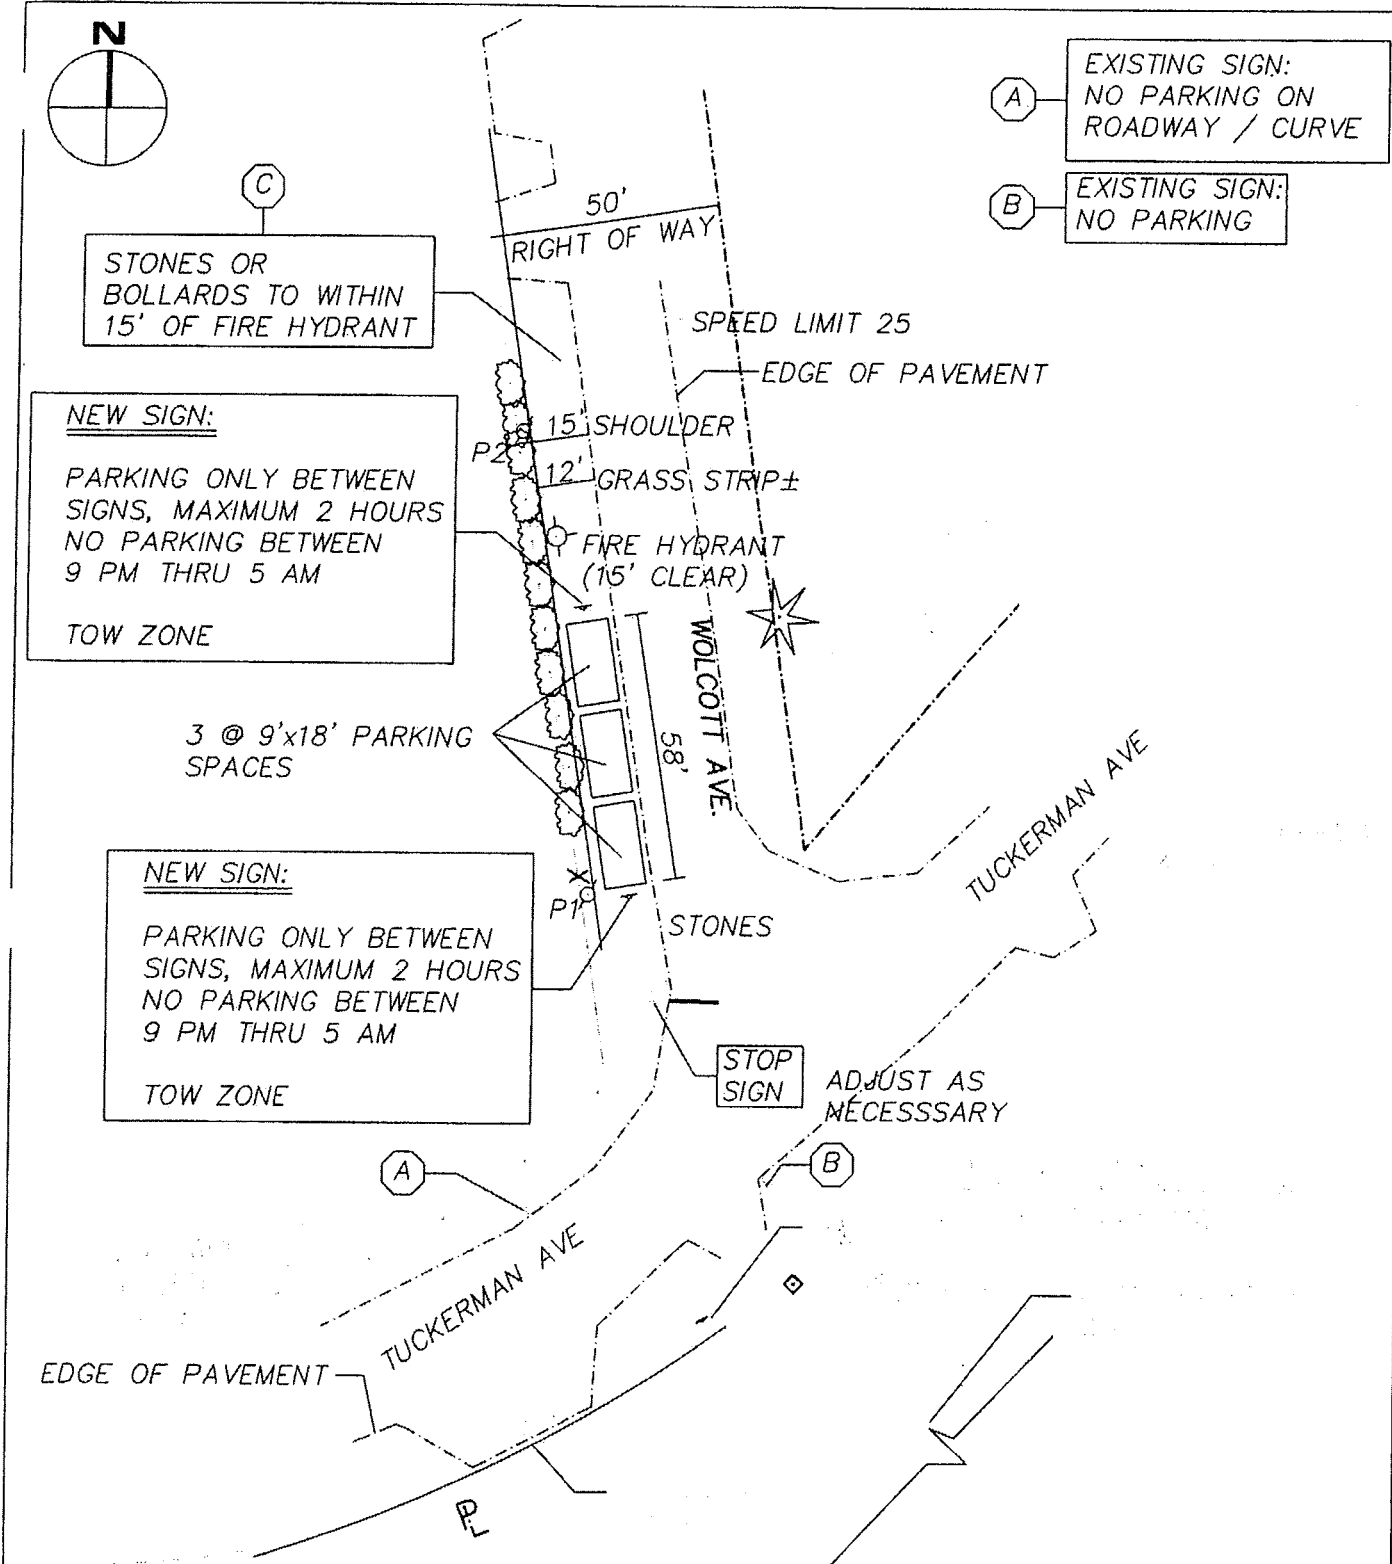 N
EXISTING SIGN:
NO PARKING ON
ROADWAY / CURVE
A
C
EXISTING SIGN:
NO PARKING
B
50'
RIGHT OF WAY
STONES OR
BOLLARDS TO WITHIN
15' OF FIRE HYDRANT
SPEED LIMIT 25
EDGE OF PAVEMENT
NEW SIGN:
PARKING ONLY BETWEEN
SIGNS, MAXIMUM 2 HOURS
NO PARKING BETWEEN
9 PM THRU 5 AM
TOW ZONE
15' SHOULDER
P2
12' GRASS STRIP±
FIRE HYDRANT
(15' CLEAR)
WOLCOTT AVE.
58'
3 @ 9'x18' PARKING
SPACES
TUCKERMAN AVE
NEW SIGN:
PARKING ONLY BETWEEN
SIGNS, MAXIMUM 2 HOURS
NO PARKING BETWEEN
9 PM THRU 5 AM
TOW ZONE
X
P1
STONES
STOP
SIGN
ADJUST AS
NECESSSARY
A
B
TUCKERMAN AVE
EDGE OF PAVEMENT
PL